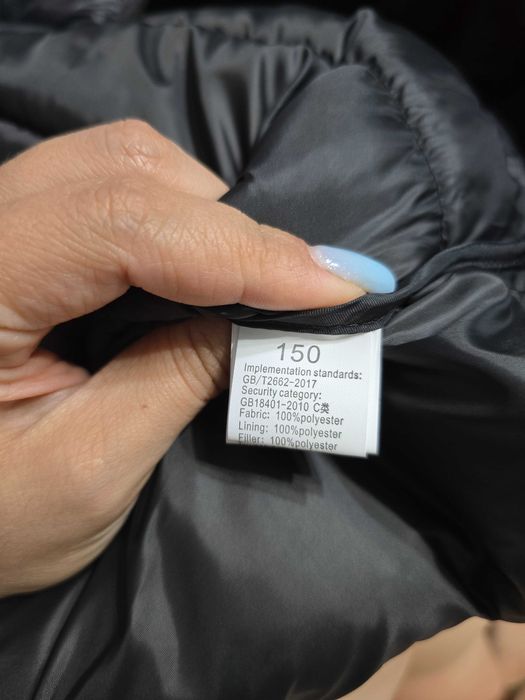 150
Implementation standards:
GB/T2662-2017
Security category:
GB18401-2010 C类
Fabric: 100%polyester
Lining: 100%polyester
Filler: 100%polyester